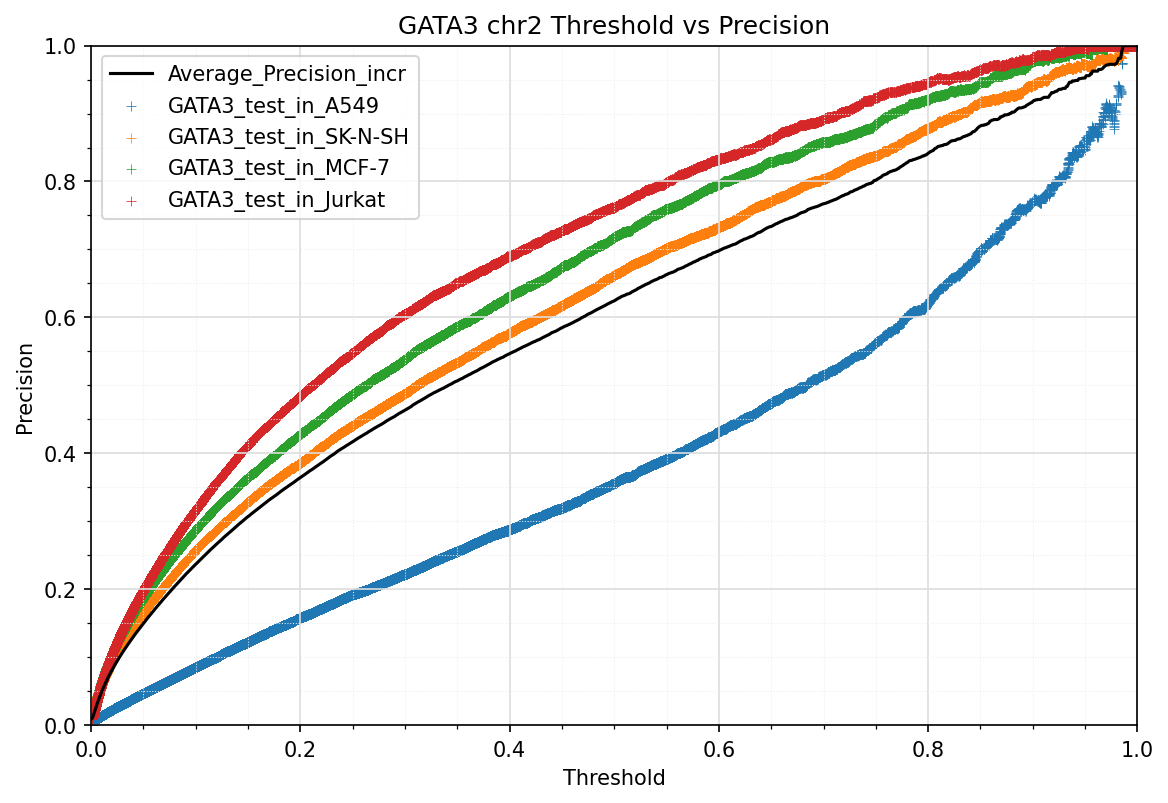 GATA3 chr2 Threshold vs Precision
Average_Precision_incr
GATA3_test_in_A549
GATA3_test_in_SK-N-SH
GATA3_test_in_MCF-7
GATA3_test_in_Jurkat
Precision
1.0
0.8
0.6
0.4
0.2
0.0
0.0 0.2 0.4 0.6 0.8 1.0
Threshold